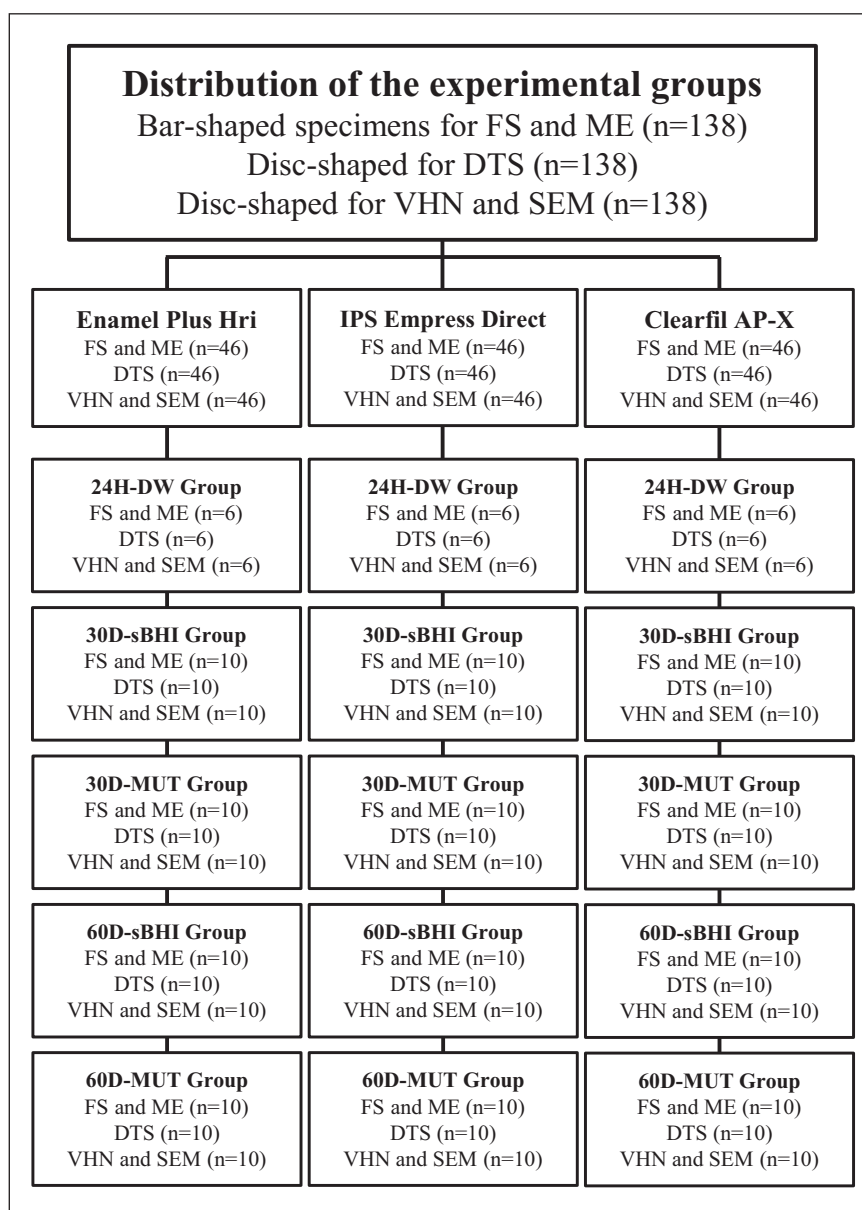 Distribution of the experimental groups
Bar-shaped specimens for FS and ME (n=138)
Disc-shaped for DTS (n=138)
Disc-shaped for VHN and SEM (n=138)
Enamel Plus Hri
FS and ME (n=46)
DTS (n=46)
VHN and SEM (n=46)
IPS Empress Direct
FS and ME (n=46)
DTS (n=46)
VHN and SEM (n=46)
Clearfil AP-X
FS and ME (n=46)
DTS (n=46)
VHN and SEM (n=46)
24H-DW Group
FS and ME (n=6)
DTS (n=6)
VHN and SEM (n=6)
24H-DW Group
FS and ME (n=6)
DTS (n=6)
VHN and SEM (n=6)
24H-DW Group
FS and ME (n=6)
DTS (n=6)
VHN and SEM (n=6)
30D-sBHI Group
FS and ME (n=10)
DTS (n=10)
VHN and SEM (n=10)
30D-sBHI Group
FS and ME (n=10)
DTS (n=10)
VHN and SEM (n=10)
30D-sBHI Group
FS and ME (n=10)
DTS (n=10)
VHN and SEM (n=10)
30D-MUT Group
FS and ME (n=10)
DTS (n=10)
VHN and SEM (n=10)
30D-MUT Group
FS and ME (n=10)
DTS (n=10)
VHN and SEM (n=10)
30D-MUT Group
FS and ME (n=10)
DTS (n=10)
VHN and SEM (n=10)
60D-sBHI Group
FS and ME (n=10)
DTS (n=10)
VHN and SEM (n=10)
60D-sBHI Group
FS and ME (n=10)
DTS (n=10)
VHN and SEM (n=10)
60D-sBHI Group
FS and ME (n=10)
DTS (n=10)
VHN and SEM (n=10)
60D-MUT Group
FS and ME (n=10)
DTS (n=10)
VHN and SEM (n=10)
60D-MUT Group
FS and ME (n=10)
DTS (n=10)
VHN and SEM (n=10)
60D-MUT Group
FS and ME (n=10)
DTS (n=10)
VHN and SEM (n=10)